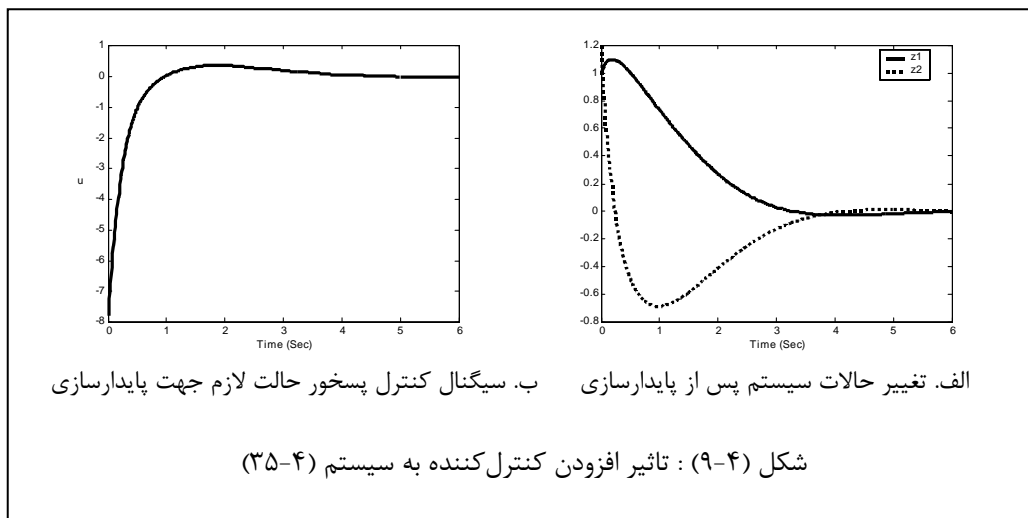 1
0
-1
-2
-3
-4
-5
-6
-7
-8
u
0 1 2 3 4 5 6
Time (Sec)
1.2
1
0.8
0.6
0.4
0.2
0
-0.2
-0.4
-0.6
-0.8
z1
z2
0 1 2 3 4 5 6
Time (Sec)
الف. تغییر حالات سیستم پس از پایدارسازی
ب. سیگنال کنترل پسخور حالت لازم جهت پایدارسازی
شکل (۴-۹) : تاثیر افزودن کنترل‌کننده به سیستم (۴-۳۵)